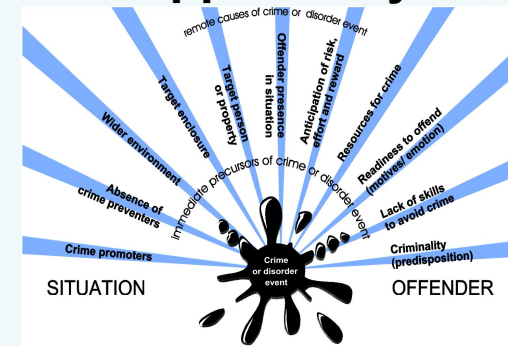 remote causes of crime or disorder event
immediate precursors of crime or disorder event
Crime promoters
Absence of
crime preventers
Wider environment
Target enclosure
Target person
or property
Offender presence
in situation
Anticipation of risk,
effort and reward
Resources for crime
Readiness to offend
(motives/ emotion)
Lack of skills
to avoid crime
Criminality
(predisposition)
Crime
or disorder
event
SITUATION
OFFENDER